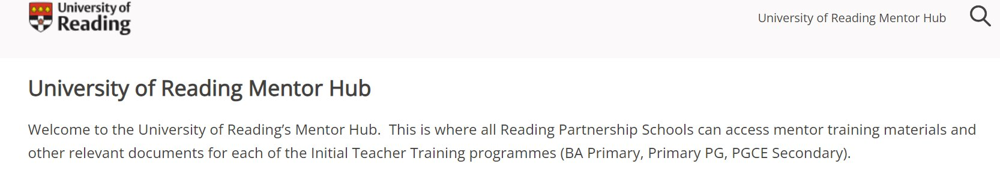 University of
Reading
University of Reading Mentor Hub
University of Reading Mentor Hub
Welcome to the University of Reading’s Mentor Hub.  This is where all Reading Partnership Schools can access mentor training materials and
other relevant documents for each of the Initial Teacher Training programmes (BA Primary, Primary PG, PGCE Secondary).